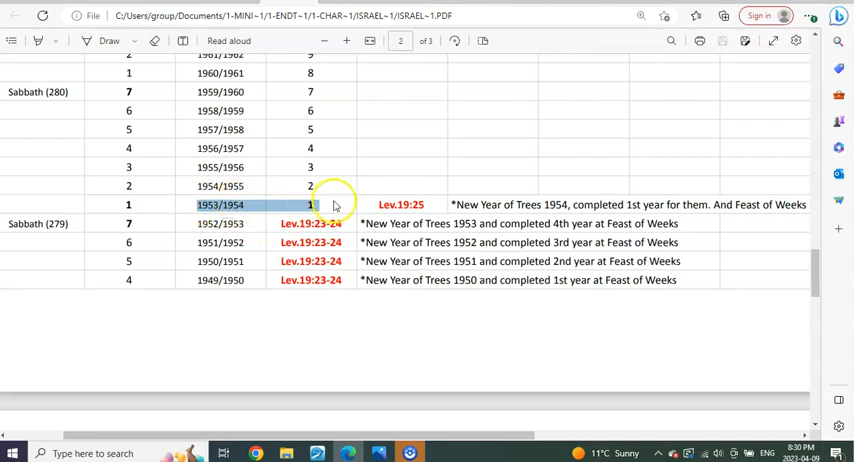 File
C:/Users/group/Documents/1-MINI~1/1-ENDT~1/1-CHAR~1/ISRAEL~1/ISRAEL~1.PDF
Sign in
Draw
Read aloud
2 of 3
2 1961/1962 9
1 1960/1961 8
Sabbath (280) 7 1959/1960 7
6 1958/1959 6
5 1957/1958 5
4 1956/1957 4
3 1955/1956 3
2 1954/1955 2
1 1953/1954 1 Lev.19:25 *New Year of Trees 1954, completed 1st year for them. And Feast of Weeks
Sabbath (279) 7 1952/1953 Lev.19:23-24 *New Year of Trees 1953 and completed 4th year at Feast of Weeks
6 1951/1952 Lev.19:23-24 *New Year of Trees 1952 and completed 3rd year at Feast of Weeks
5 1950/1951 Lev.19:23-24 *New Year of Trees 1951 and completed 2nd year at Feast of Weeks
4 1949/1950 Lev.19:23-24 *New Year of Trees 1950 and completed 1st year at Feast of Weeks
Type here to search
11°C Sunny
ENG
8:30 PM
2023-04-09